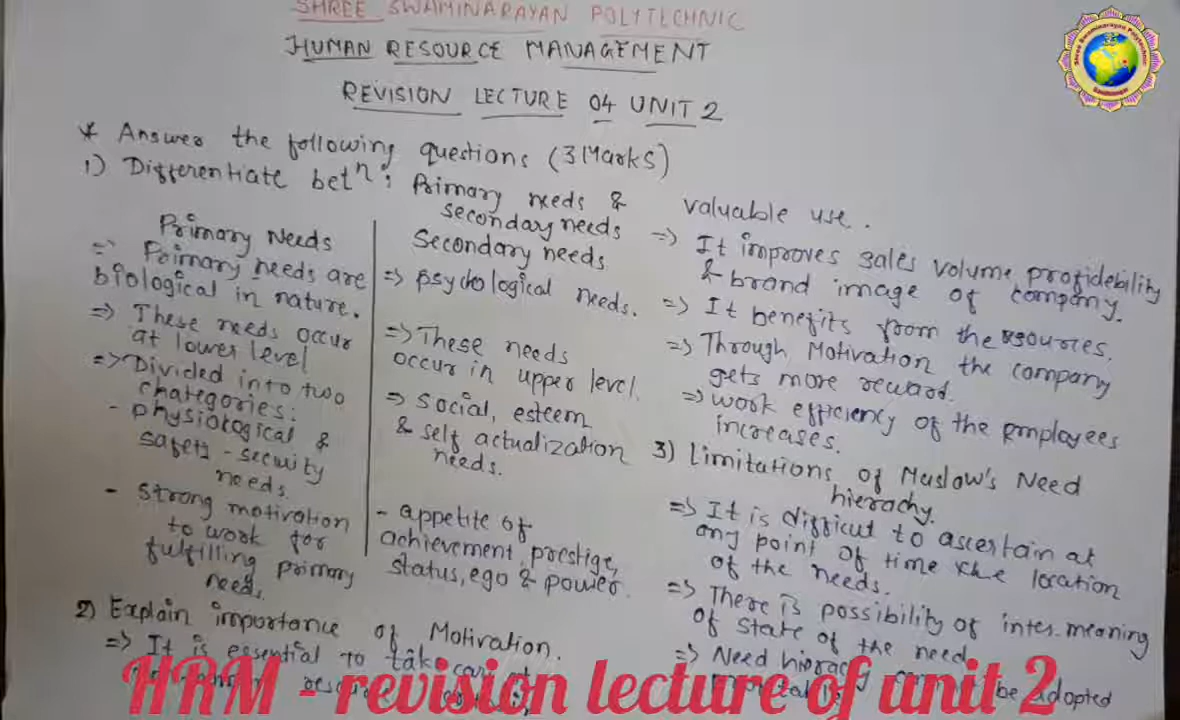 SHREE SWAMINARAYAN POLYTECHNIC
HUMAN RESOURCE MANAGEMENT
REVISION LECTURE 04 UNIT 2
* Answer the following questions (3 Marks)
1) Differentiate betn : Primary needs &
secondary needs
Primary Needs
=> Primary needs are
biological in nature.
=> These needs occur
at lower level
=> Divided into two
chategories:
- physiological &
safety - security
needs.
- strong motivation
to work for
fulfilling primary
needs.
Secondary needs
=> psychological needs.
=> These needs
occur in upper level.
=> social, esteem
& self actualization
needs.
- appetite of
achievement, prestige,
status, ego & power.
2) Explain importance of Motivation.
=> It is essential to take care of
valuable use.
=> It improves sales volume, profidebility
& brand image of company.
=> It benefits from the resources.
=> Through Motivation the company
gets more reward.
=> work efficiency of the employees
increases.
3) Limitations of Maslow's Need
hierachy.
=> It is difficut to ascertain at
any point of time the location
of the needs.
=> There is possibility of inter-meaning
of state of the need
=> Need be adopted
HRM - revision lecture of unit 2